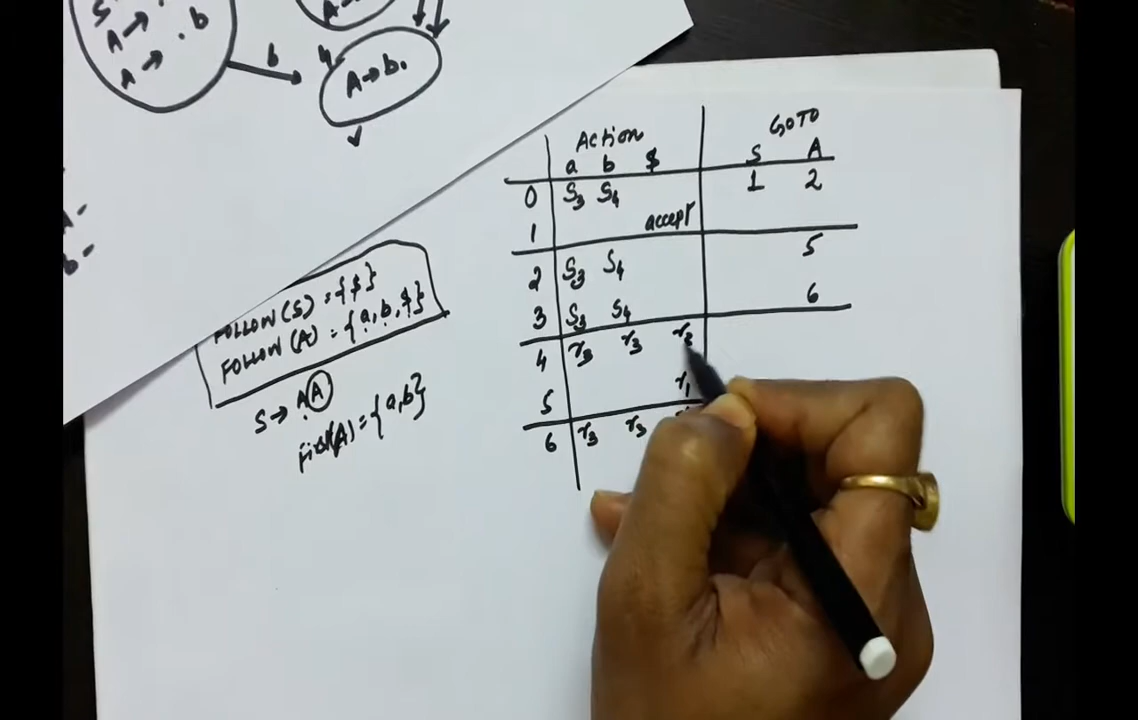 S →
A → .
A → . b
b
A →
4
A → b.
Action GOTO
a b $ S A
0 S3 S4 1 2
1 accept
2 S3 S4 5
3 S3 S4 6
4 r3 r3 r3
5 r1
6 r3 r3
FOLLOW(S) = {$}
FOLLOW(A) = {a, b, $}
S → AA
First(A) = {a, b}